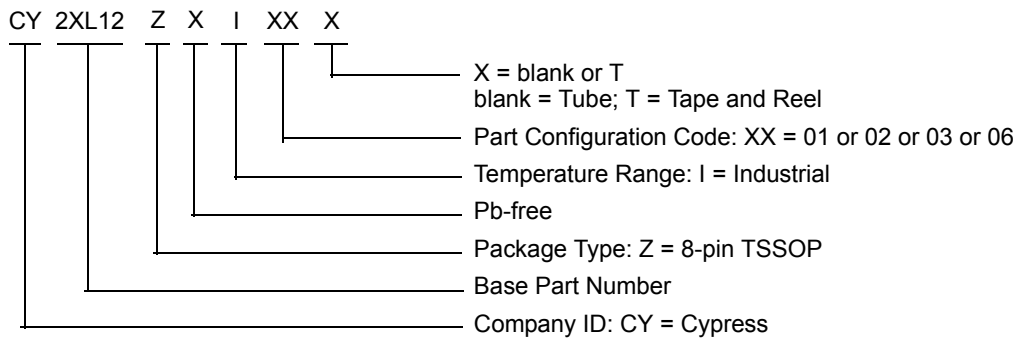 CY 2XL12 Z X I XX X
X = blank or T
blank = Tube; T = Tape and Reel
Part Configuration Code: XX = 01 or 02 or 03 or 06
Temperature Range: I = Industrial
Pb-free
Package Type: Z = 8-pin TSSOP
Base Part Number
Company ID: CY = Cypress